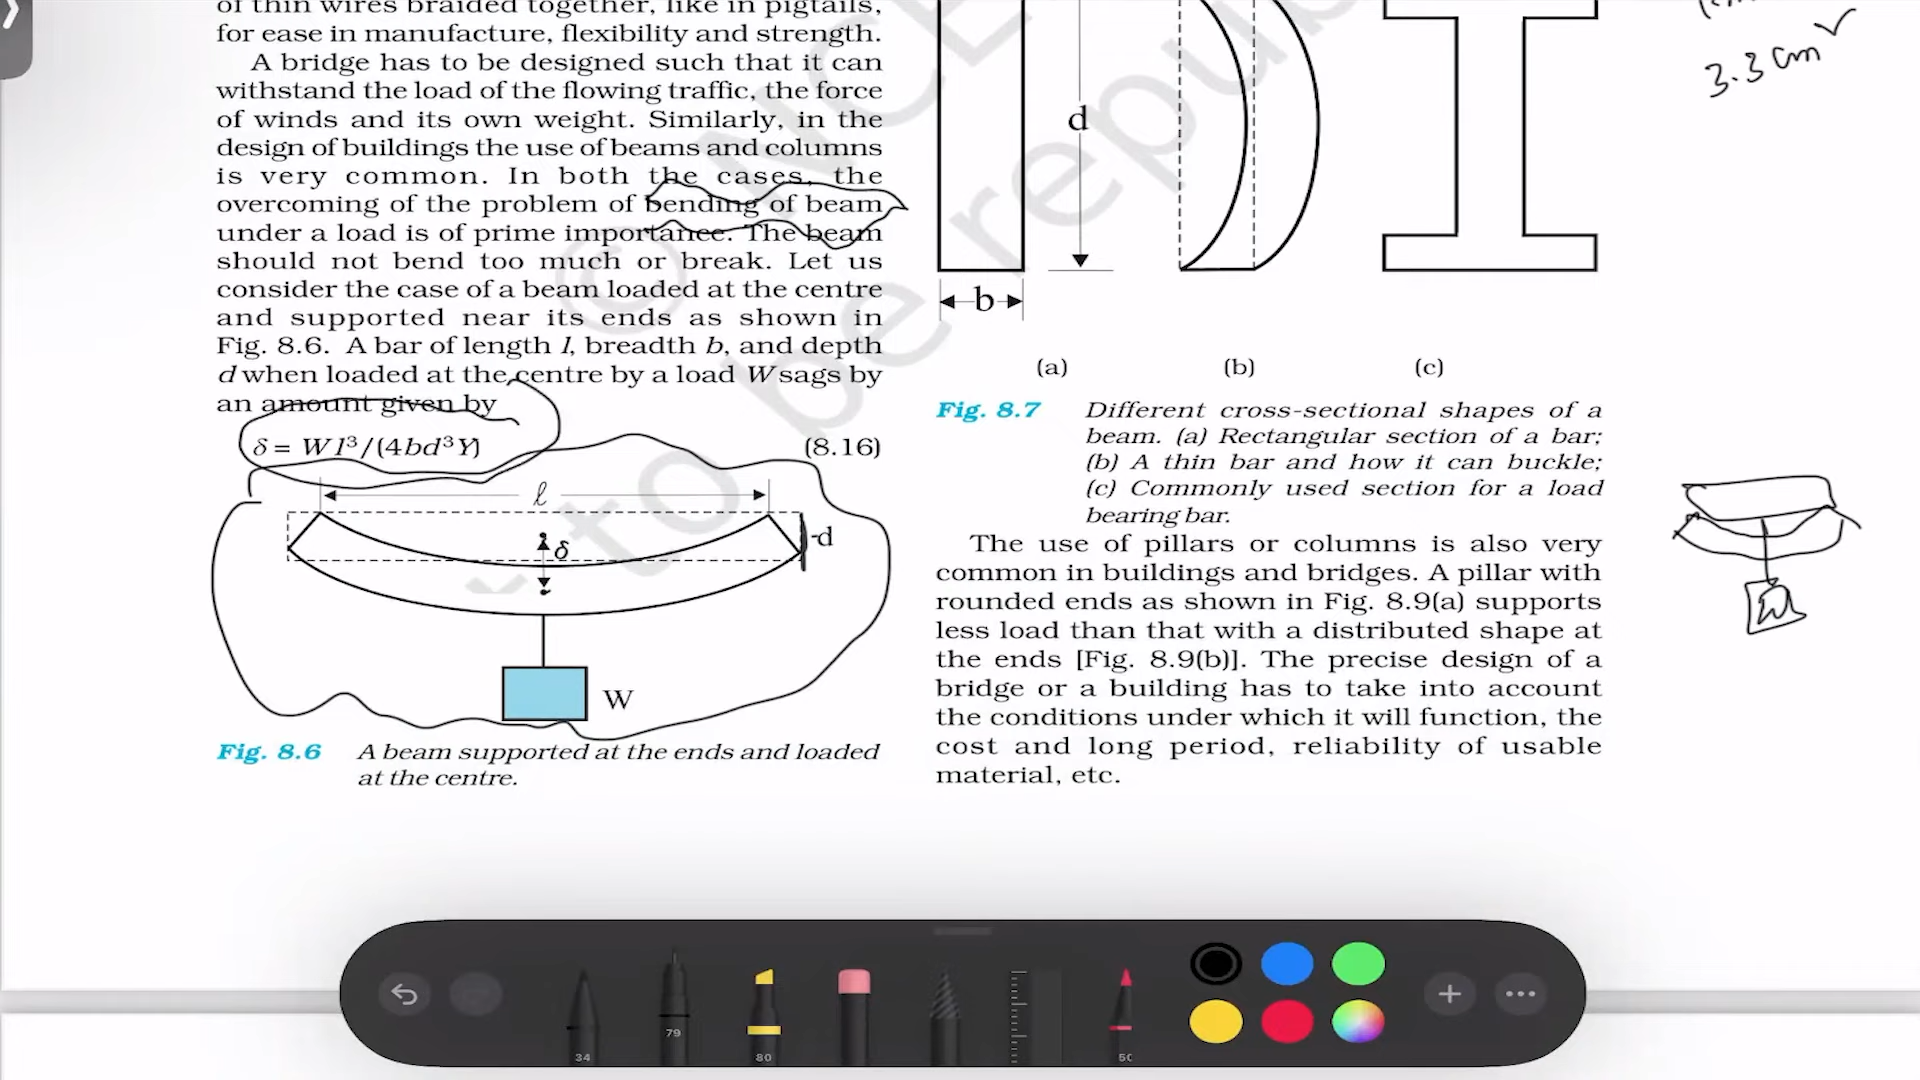 of thin wires braided together, like in pigtails,
for ease in manufacture, flexibility and strength.
A bridge has to be designed such that it can
withstand the load of the flowing traffic, the force
of winds and its own weight. Similarly, in the
design of buildings the use of beams and columns
is very common. In both the cases, the
overcoming of the problem of bending of beam
under a load is of prime importance. The beam
should not bend too much or break. Let us
consider the case of a beam loaded at the centre
and supported near its ends as shown in
Fig. 8.6. A bar of length l, breadth b, and depth
d when loaded at the centre by a load W sags by
an amount given by
δ = W l³/(4bd³Y) (8.16)
ℓ
δ
d
W
Fig. 8.6 A beam supported at the ends and loaded
at the centre.
d
b
(a) (b) (c)
Fig. 8.7 Different cross-sectional shapes of a
beam. (a) Rectangular section of a bar;
(b) A thin bar and how it can buckle;
(c) Commonly used section for a load
bearing bar.
The use of pillars or columns is also very
common in buildings and bridges. A pillar with
rounded ends as shown in Fig. 8.9(a) supports
less load than that with a distributed shape at
the ends [Fig. 8.9(b)]. The precise design of a
bridge or a building has to take into account
the conditions under which it will function, the
cost and long period, reliability of usable
material, etc.
3.3 cm
© NCE
to be repu
34
79
80
50